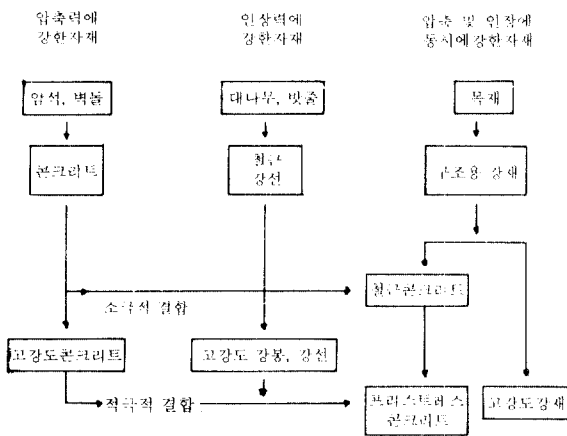 압축력에
강한자재
인상력에
강한자재
압축 및 인장에
동시에강한자재
암석, 벽돌
대나무, 밧줄
목재
콘크리트
철근
강선
구조용 강재
철근콘크리트
소극적 결합
고강도콘크리트
고강도 강봉, 강선
적극적 결합
프리스트레스
콘크리트
고강도강재